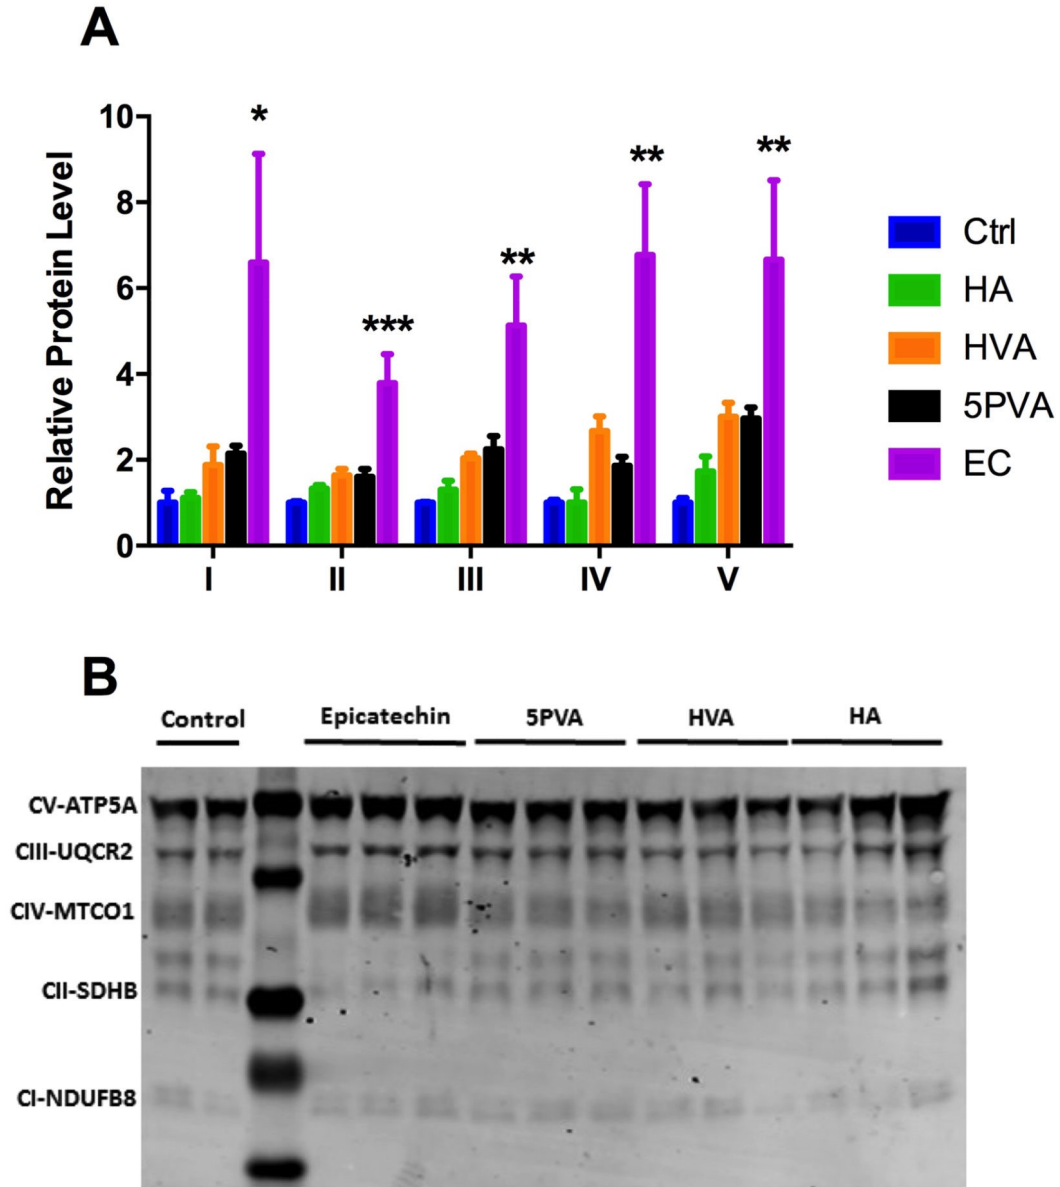 A
10
8
6
4
2
0
Relative Protein Level
*
***
**
**
**
I II III IV V
Ctrl
HA
HVA
5PVA
EC
B
Control Epicatechin 5PVA HVA HA
CV-ATP5A
CIII-UQCR2
CIV-MTCO1
CII-SDHB
CI-NDUFB8